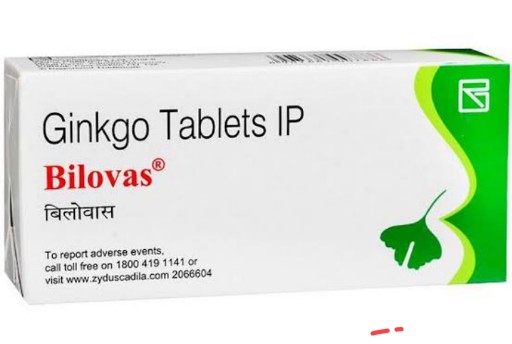 Ginkgo Tablets IP
Bilovas®
बिलोवास
To report adverse events,
call toll free on 1800 419 1141 or
visit www.zyduscadila.com 2066604